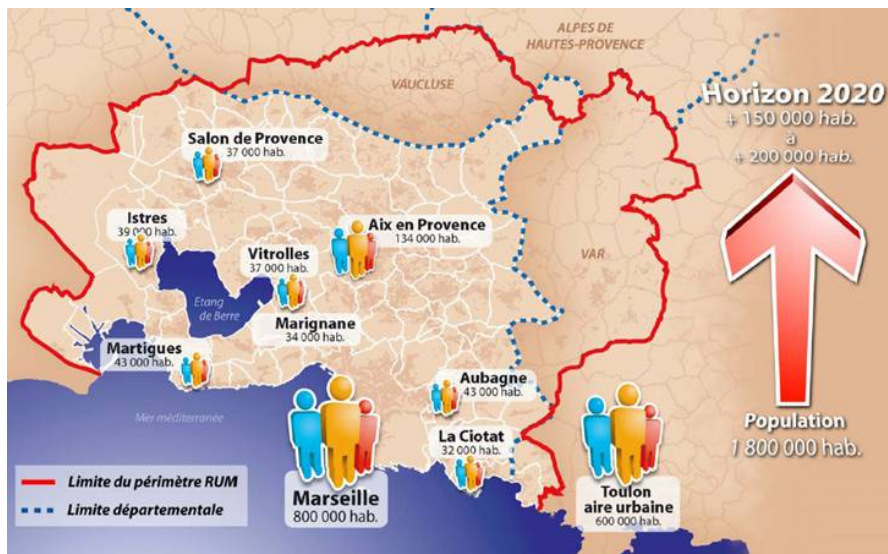 ALPES DE
HAUTES-PROVENCE
VAUCLUSE
Horizon 2020
+ 150 000 hab.
à
+ 200 000 hab.
Salon de Provence
37 000 hab.
Istres
39 000 hab.
Aix en Provence
134 000 hab.
Vitrolles
37 000 hab.
VAR
Etang
de Berre
Marignane
34 000 hab.
Martigues
43 000 hab.
Aubagne
43 000 hab.
Mer méditerranée
La Ciotat
32 000 hab.
Population
1 800 000 hab.
Limite du périmètre RUM
Limite départementale
Marseille
800 000 hab.
Toulon
aire urbaine
600 000 hab.